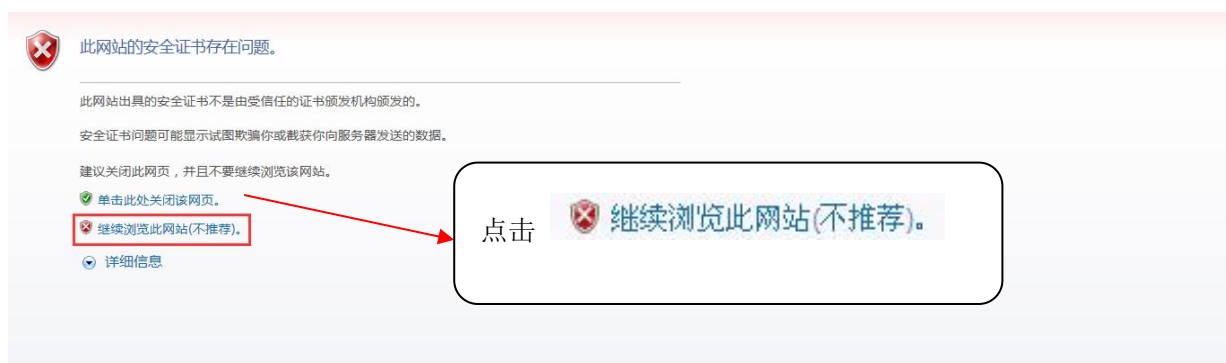 此网站的安全证书存在问题。
此网站出具的安全证书不是由受信任的证书颁发机构颁发的。
安全证书问题可能显示试图欺骗你或截获你向服务器发送的数据。
建议关闭此网页，并且不要继续浏览该网站。
单击此处关闭该网页。
继续浏览此网站(不推荐)。
详细信息
点击 继续浏览此网站(不推荐)。